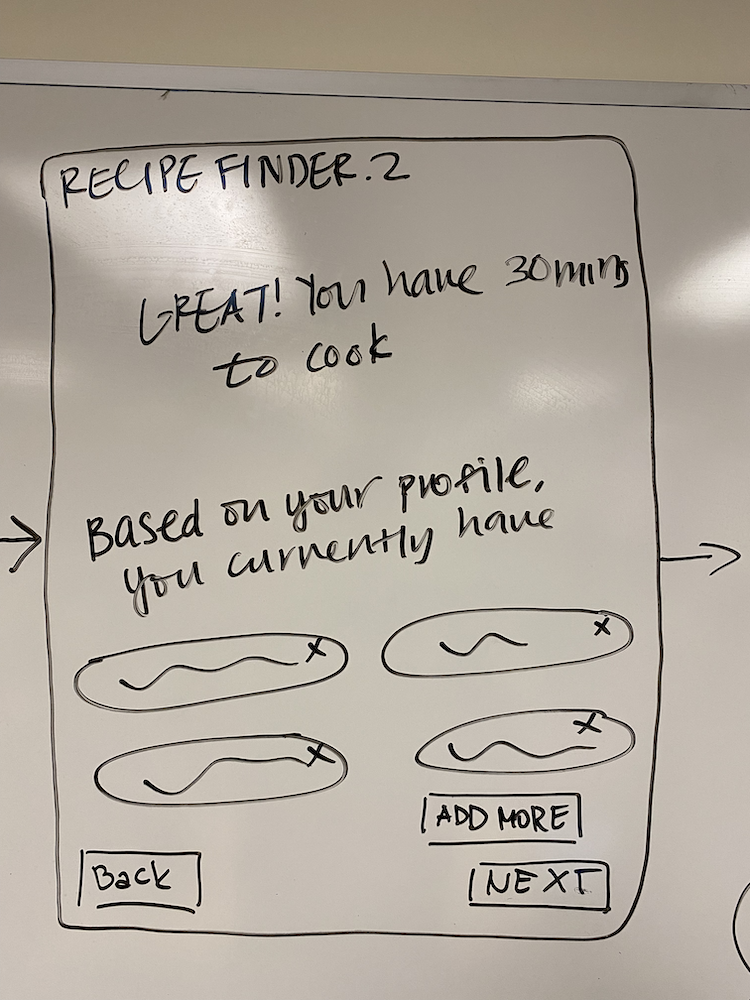 RECIPE FINDER.2
GREAT! You have 30mins
to cook
Based on your profile,
you currently have
x
x
x
x
ADD MORE
Back
NEXT